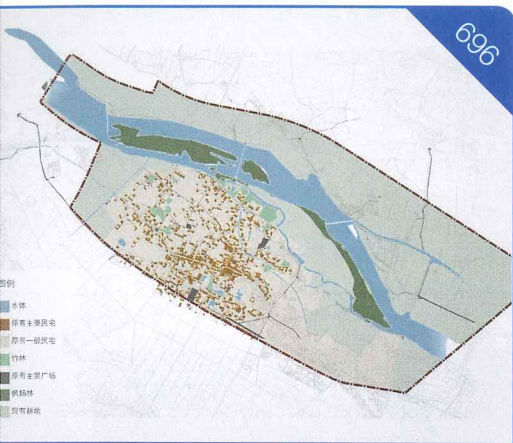 696
图例
水体
原有主要民宅
原有一般民宅
竹林
原有主要广场
枫杨林
现有耕地